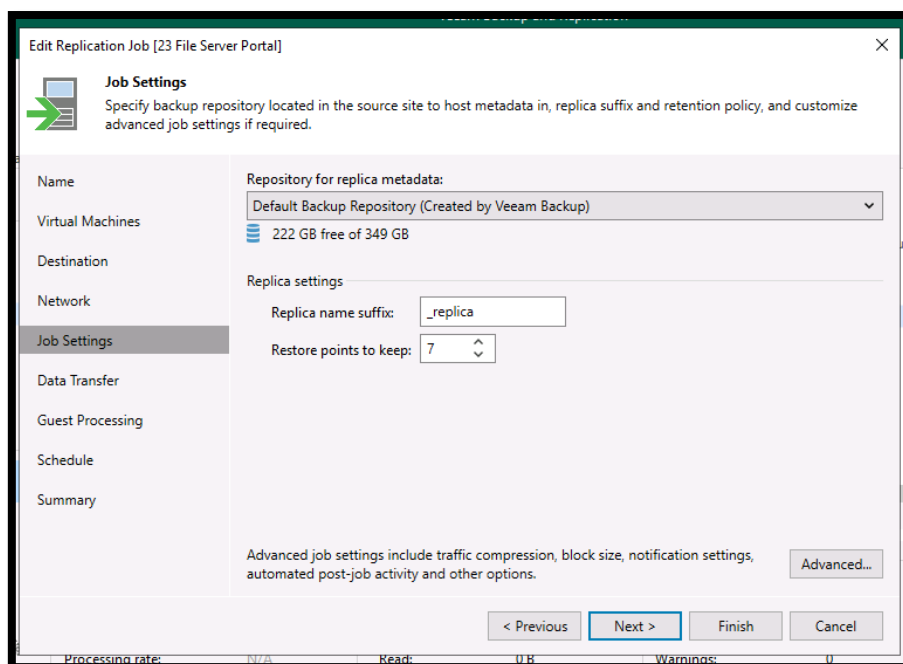 Veeam Backup and Replication
Edit Replication Job [23 File Server Portal]
Job Settings
Specify backup repository located in the source site to host metadata in, replica suffix and retention policy, and customize
advanced job settings if required.
Name
Virtual Machines
Destination
Network
Job Settings
Data Transfer
Guest Processing
Schedule
Summary
Repository for replica metadata:
Default Backup Repository (Created by Veeam Backup)
222 GB free of 349 GB
Replica settings
Replica name suffix: _replica
Restore points to keep: 7
Advanced job settings include traffic compression, block size, notification settings,
automated post-job activity and other options.
Advanced...
< Previous Next > Finish Cancel
Processing rate: N/A Read: 0 B Warnings: 0